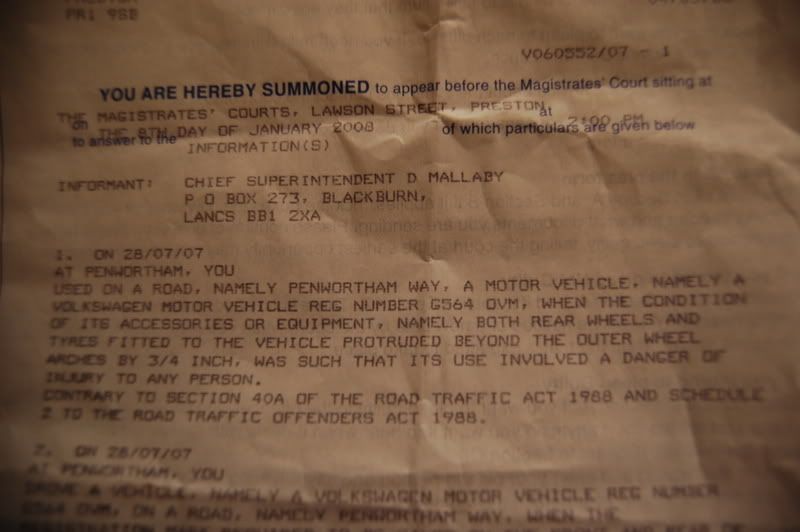 PRESTON
PR1 9SB
V060552/07 - 1
YOU ARE HEREBY SUMMONED to appear before the Magistrates' Court sitting at
THE MAGISTRATES' COURTS, LAWSON STREET, PRESTON at
on THE 8TH DAY OF JANUARY 2008 2:00 PM
to answer to the INFORMATION(S) of which particulars are given below
INFORMANT: CHIEF SUPERINTENDENT D MALLABY
P O BOX 273, BLACKBURN,
LANCS BB1 2XA
1. ON 28/07/07
AT PENWORTHAM, YOU
USED ON A ROAD, NAMELY PENWORTHAM WAY, A MOTOR VEHICLE, NAMELY A
VOLKSWAGEN MOTOR VEHICLE REG NUMBER G564 OVM, WHEN THE CONDITION
OF ITS ACCESSORIES OR EQUIPMENT, NAMELY BOTH REAR WHEELS AND
TYRES FITTED TO THE VEHICLE PROTRUDED BEYOND THE OUTER WHEEL
ARCHES BY 3/4 INCH, WAS SUCH THAT ITS USE INVOLVED A DANGER OF
INJURY TO ANY PERSON.
CONTRARY TO SECTION 40A OF THE ROAD TRAFFIC ACT 1988 AND SCHEDULE
2 TO THE ROAD TRAFFIC OFFENDERS ACT 1988.
2. ON 28/07/07
AT PENWORTHAM, YOU
DROVE A VEHICLE, NAMELY A VOLKSWAGEN MOTOR VEHICLE REG NUMBER
G564 OVM, ON A ROAD, NAMELY PENWORTHAM WAY, WHEN THE
REGISTRATION MARK REQUIRED TO BE